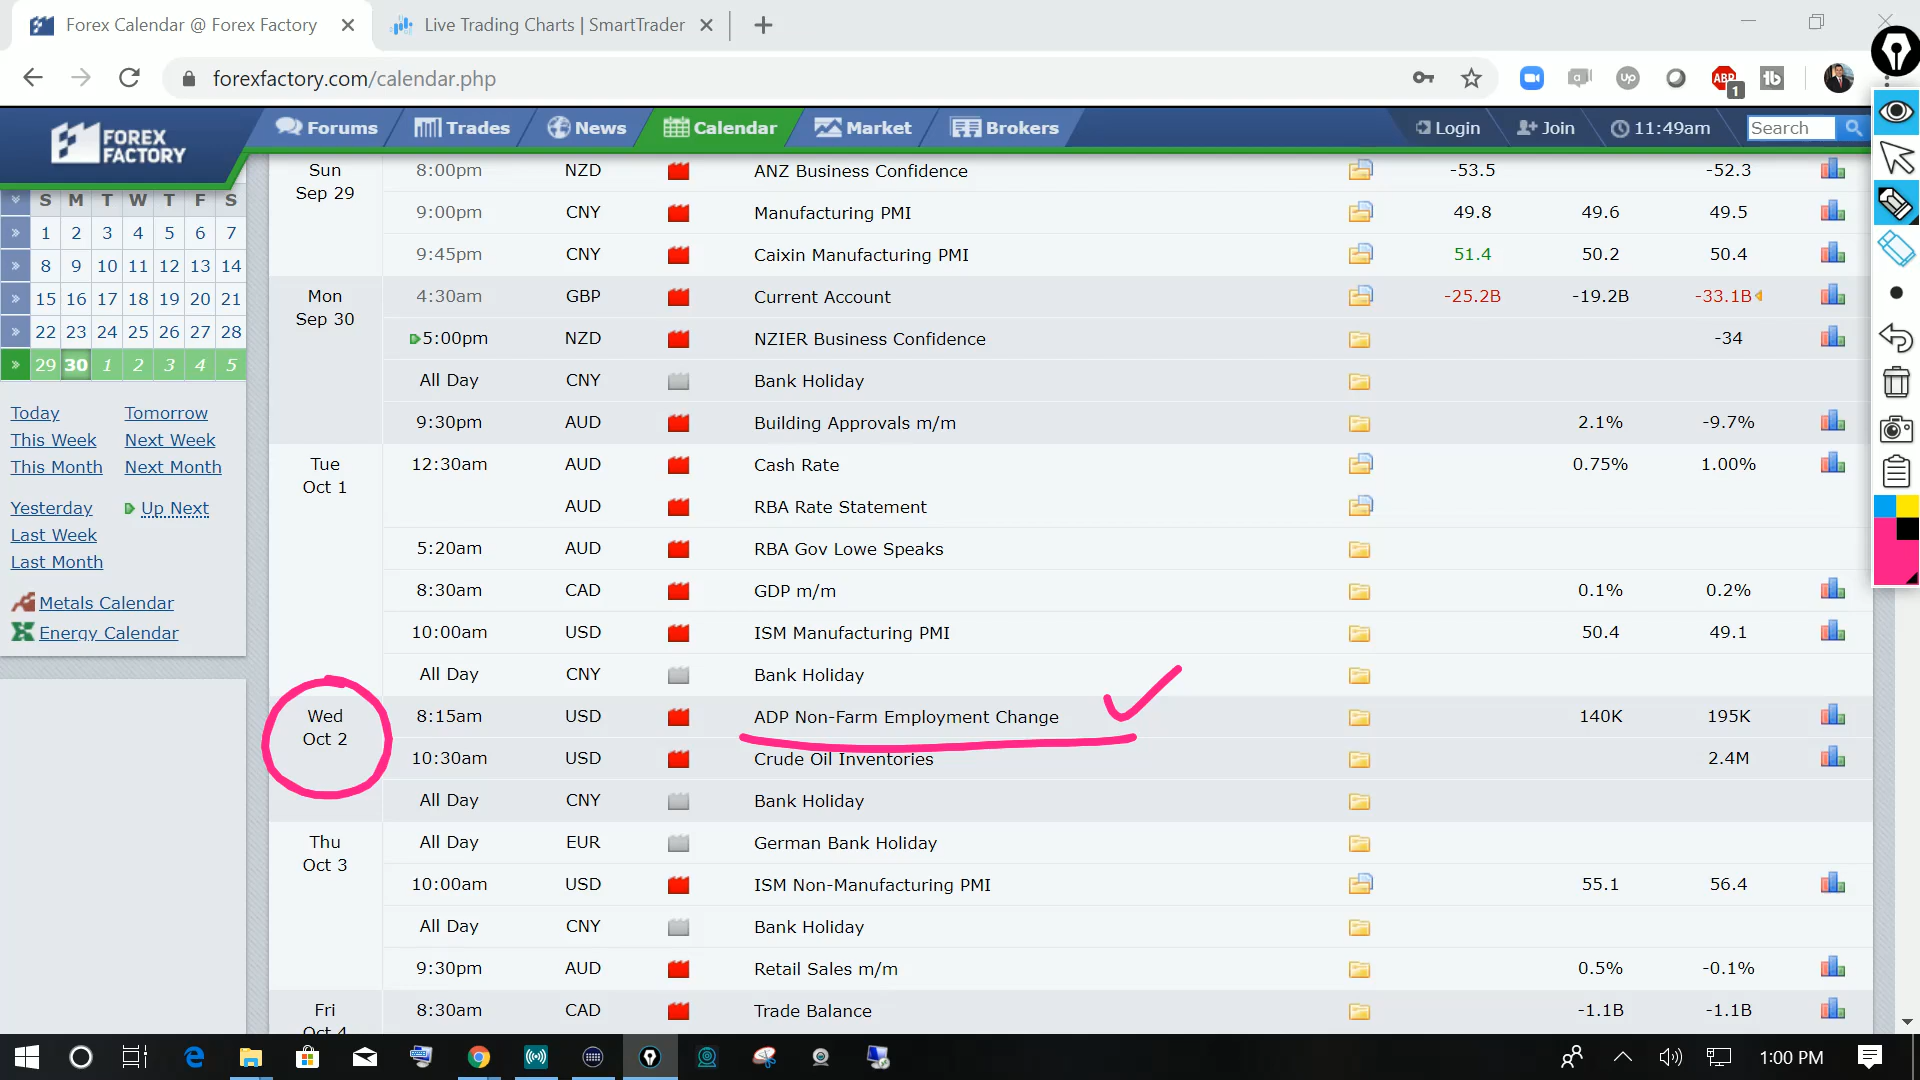 Forex Calendar @ Forex Factory
Live Trading Charts | SmartTrader
forexfactory.com/calendar.php
a
Up
ABP
1
tb
FOREX
FACTORY
Forums
Trades
News
Calendar
Market
Brokers
Login
Join
11:49am
Search
S M T W T F S
1 2 3 4 5 6 7
8 9 10 11 12 13 14
15 16 17 18 19 20 21
22 23 24 25 26 27 28
29 30 1 2 3 4 5
Today Tomorrow
This Week Next Week
This Month Next Month
Yesterday Up Next
Last Week
Last Month
Metals Calendar
Energy Calendar
Sun
Sep 29
8:00pm NZD ANZ Business Confidence -53.5 -52.3
9:00pm CNY Manufacturing PMI 49.8 49.6 49.5
9:45pm CNY Caixin Manufacturing PMI 51.4 50.2 50.4
Mon
Sep 30
4:30am GBP Current Account -25.2B -19.2B -33.1B
5:00pm NZD NZIER Business Confidence -34
All Day CNY Bank Holiday
9:30pm AUD Building Approvals m/m 2.1% -9.7%
Tue
Oct 1
12:30am AUD Cash Rate 0.75% 1.00%
AUD RBA Rate Statement
5:20am AUD RBA Gov Lowe Speaks
8:30am CAD GDP m/m 0.1% 0.2%
10:00am USD ISM Manufacturing PMI 50.4 49.1
All Day CNY Bank Holiday
Wed
Oct 2
8:15am USD ADP Non-Farm Employment Change 140K 195K
10:30am USD Crude Oil Inventories 2.4M
All Day CNY Bank Holiday
Thu
Oct 3
All Day EUR German Bank Holiday
10:00am USD ISM Non-Manufacturing PMI 55.1 56.4
All Day CNY Bank Holiday
9:30pm AUD Retail Sales m/m 0.5% -0.1%
Fri
Oct 4
8:30am CAD Trade Balance -1.1B -1.1B
1:00 PM